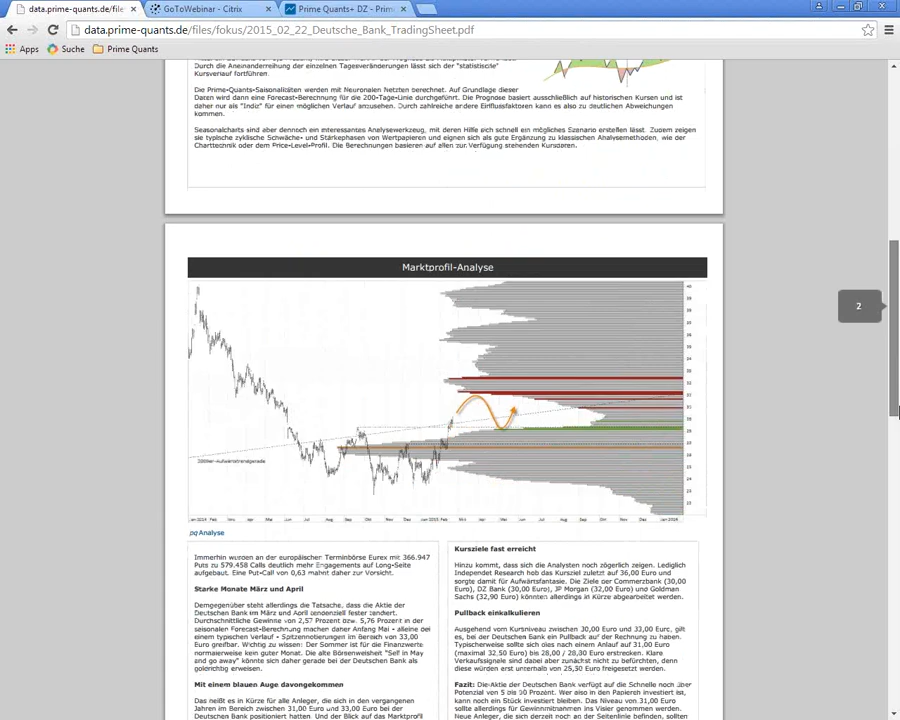 data.prime-quants.de/file
GoToWebinar - Citrix
Prime Quants+ DZ - Prim
data.prime-quants.de/files/fokus/2015_02_22_Deutsche_Bank_TradingSheet.pdf
Apps
Suche
Prime Quants
Durch die Aneinanderreihung der einzelnen Tagesveränderungen lässt sich der "statistische"
Kursverlauf fortführen
Die Prime-Quants-Saisonalitäten werden mit Neuronalen Netzten berechnet. Auf Grundlage dieser
Daten wird dann eine Forecast-Berechnung für die 200-Tage-Linie durchgeführt. Die Prognose basiert ausschließlich auf historischen Kursen und ist
daher nur als "Indiz" für einen möglichen Verlauf anzusehen. Durch zahlreiche andere Einflussfaktoren kann es also zu deutlichen Abweichungen
kommen.
Seasonalcharts sind aber dennoch ein interessantes Analysewerkzeug, mit deren Hilfe sich schnell ein mögliches Szenario erstellen lässt. Zudem zeigen
sie typische zyklische Schwäche- und Stärkephasen von Wertpapieren und eignen sich als gute Ergänzung zu klassischen Analysemethoden, wie der
Charttechnik oder dem Price-Level-Profil. Die Berechnungen basieren auf allen zur Verfügung stehenden Kursdaten.
2
Marktprofil-Analyse
pq Analyse
Immerhin wurden an der europäischen Terminbörse Eurex mit 366.947
Puts zu 579.458 Calls deutlich mehr Engagements auf Long-Seite
aufgebaut. Eine Put-Call von 0,63 mahnt daher zur Vorsicht.
Starke Monate März und April
Demgegenüber steht allerdings die Tatsache, dass die Aktie der
Deutschen Bank im März und April tendenziell fester tendiert.
Durchschnittliche Gewinne von 2,57 Prozent bzw. 5,76 Prozent in der
saisonalen Forecast-Berechnung machen daher Anfang Mai - alleine bei
einem typischen Verlauf - Spitzennotierungen im Bereich von 33,00
Euro greifbar. Wichtig zu wissen: Der Sommer ist für die Finanzwerte
normalerweise kein guter Monat. Die alte Börsenweisheit "Sell in May
and go away" könnte sich daher gerade bei der Deutschen Bank als
goldrichtig erweisen.
Mit einem blauen Auge davongekommen
Das heißt es in Kürze für alle Anleger, die sich in den vergangenen
Jahren im Bereich zwischen 31,00 Euro und 33,00 Euro bei der
Deutschen Bank positioniert hatten. Und der Blick auf das Marktprofil
Kursziele fast erreicht
Hinzu kommt, dass sich die Analysten noch zögerlich zeigen. Lediglich
Independet Research hob das Kursziel zuletzt auf 36,00 Euro und
sorgte damit für Aufwärtsfantasie. Die Ziele der Commerzbank (30,00
Euro), DZ Bank (30,00 Euro), JP Morgan (32,00 Euro) und Goldman
Sachs (32,90 Euro) könnten allerdings in Kürze abgearbeitet werden.
Pullback einkalkulieren
Ausgehend vom Kursniveau zwischen 30,00 Euro und 33,00 Euro, gilt
es, bei der Deutschen Bank ein Pullback auf der Rechnung zu haben.
Typischerweise sollte sich dies nach einem Anlauf auf 31,00 Euro
(maximal 32,50 Euro) bis 28,00 / 28,30 Euro erstrecken. Klare
Verkaufssignale sind dabei aber zunächst nicht zu befürchten, denn
diese würden erst unterhalb von 25,30 Euro freigesetzt werden.
Fazit: Die Aktie der Deutschen Bank verfügt auf die Schnelle noch über
Potenzial von 5 bis 10 Prozent. Wer also in den Papieren investiert ist,
kann noch ein Stück investiert bleiben. Das Niveau von 31,00 Euro
sollte allerdings für Gewinnmitnahmen ins Visier genommen werden.
Neue Anleger, die sich derzeit noch an der Seitenlinie befinden, sollten